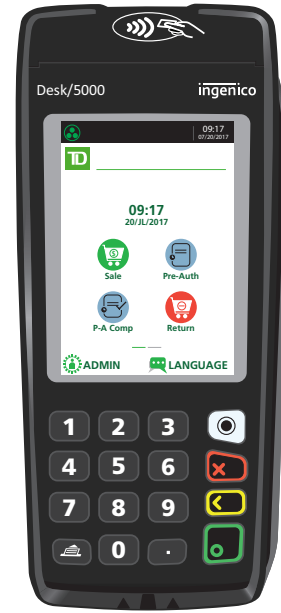 Desk/5000
ingenico
09:17
07/20/2017
TD
09:17
20/JL/2017
Sale
Pre-Auth
P-A Comp
Return
ADMIN
LANGUAGE
1 2 3
4 5 6
7 8 9
0 .